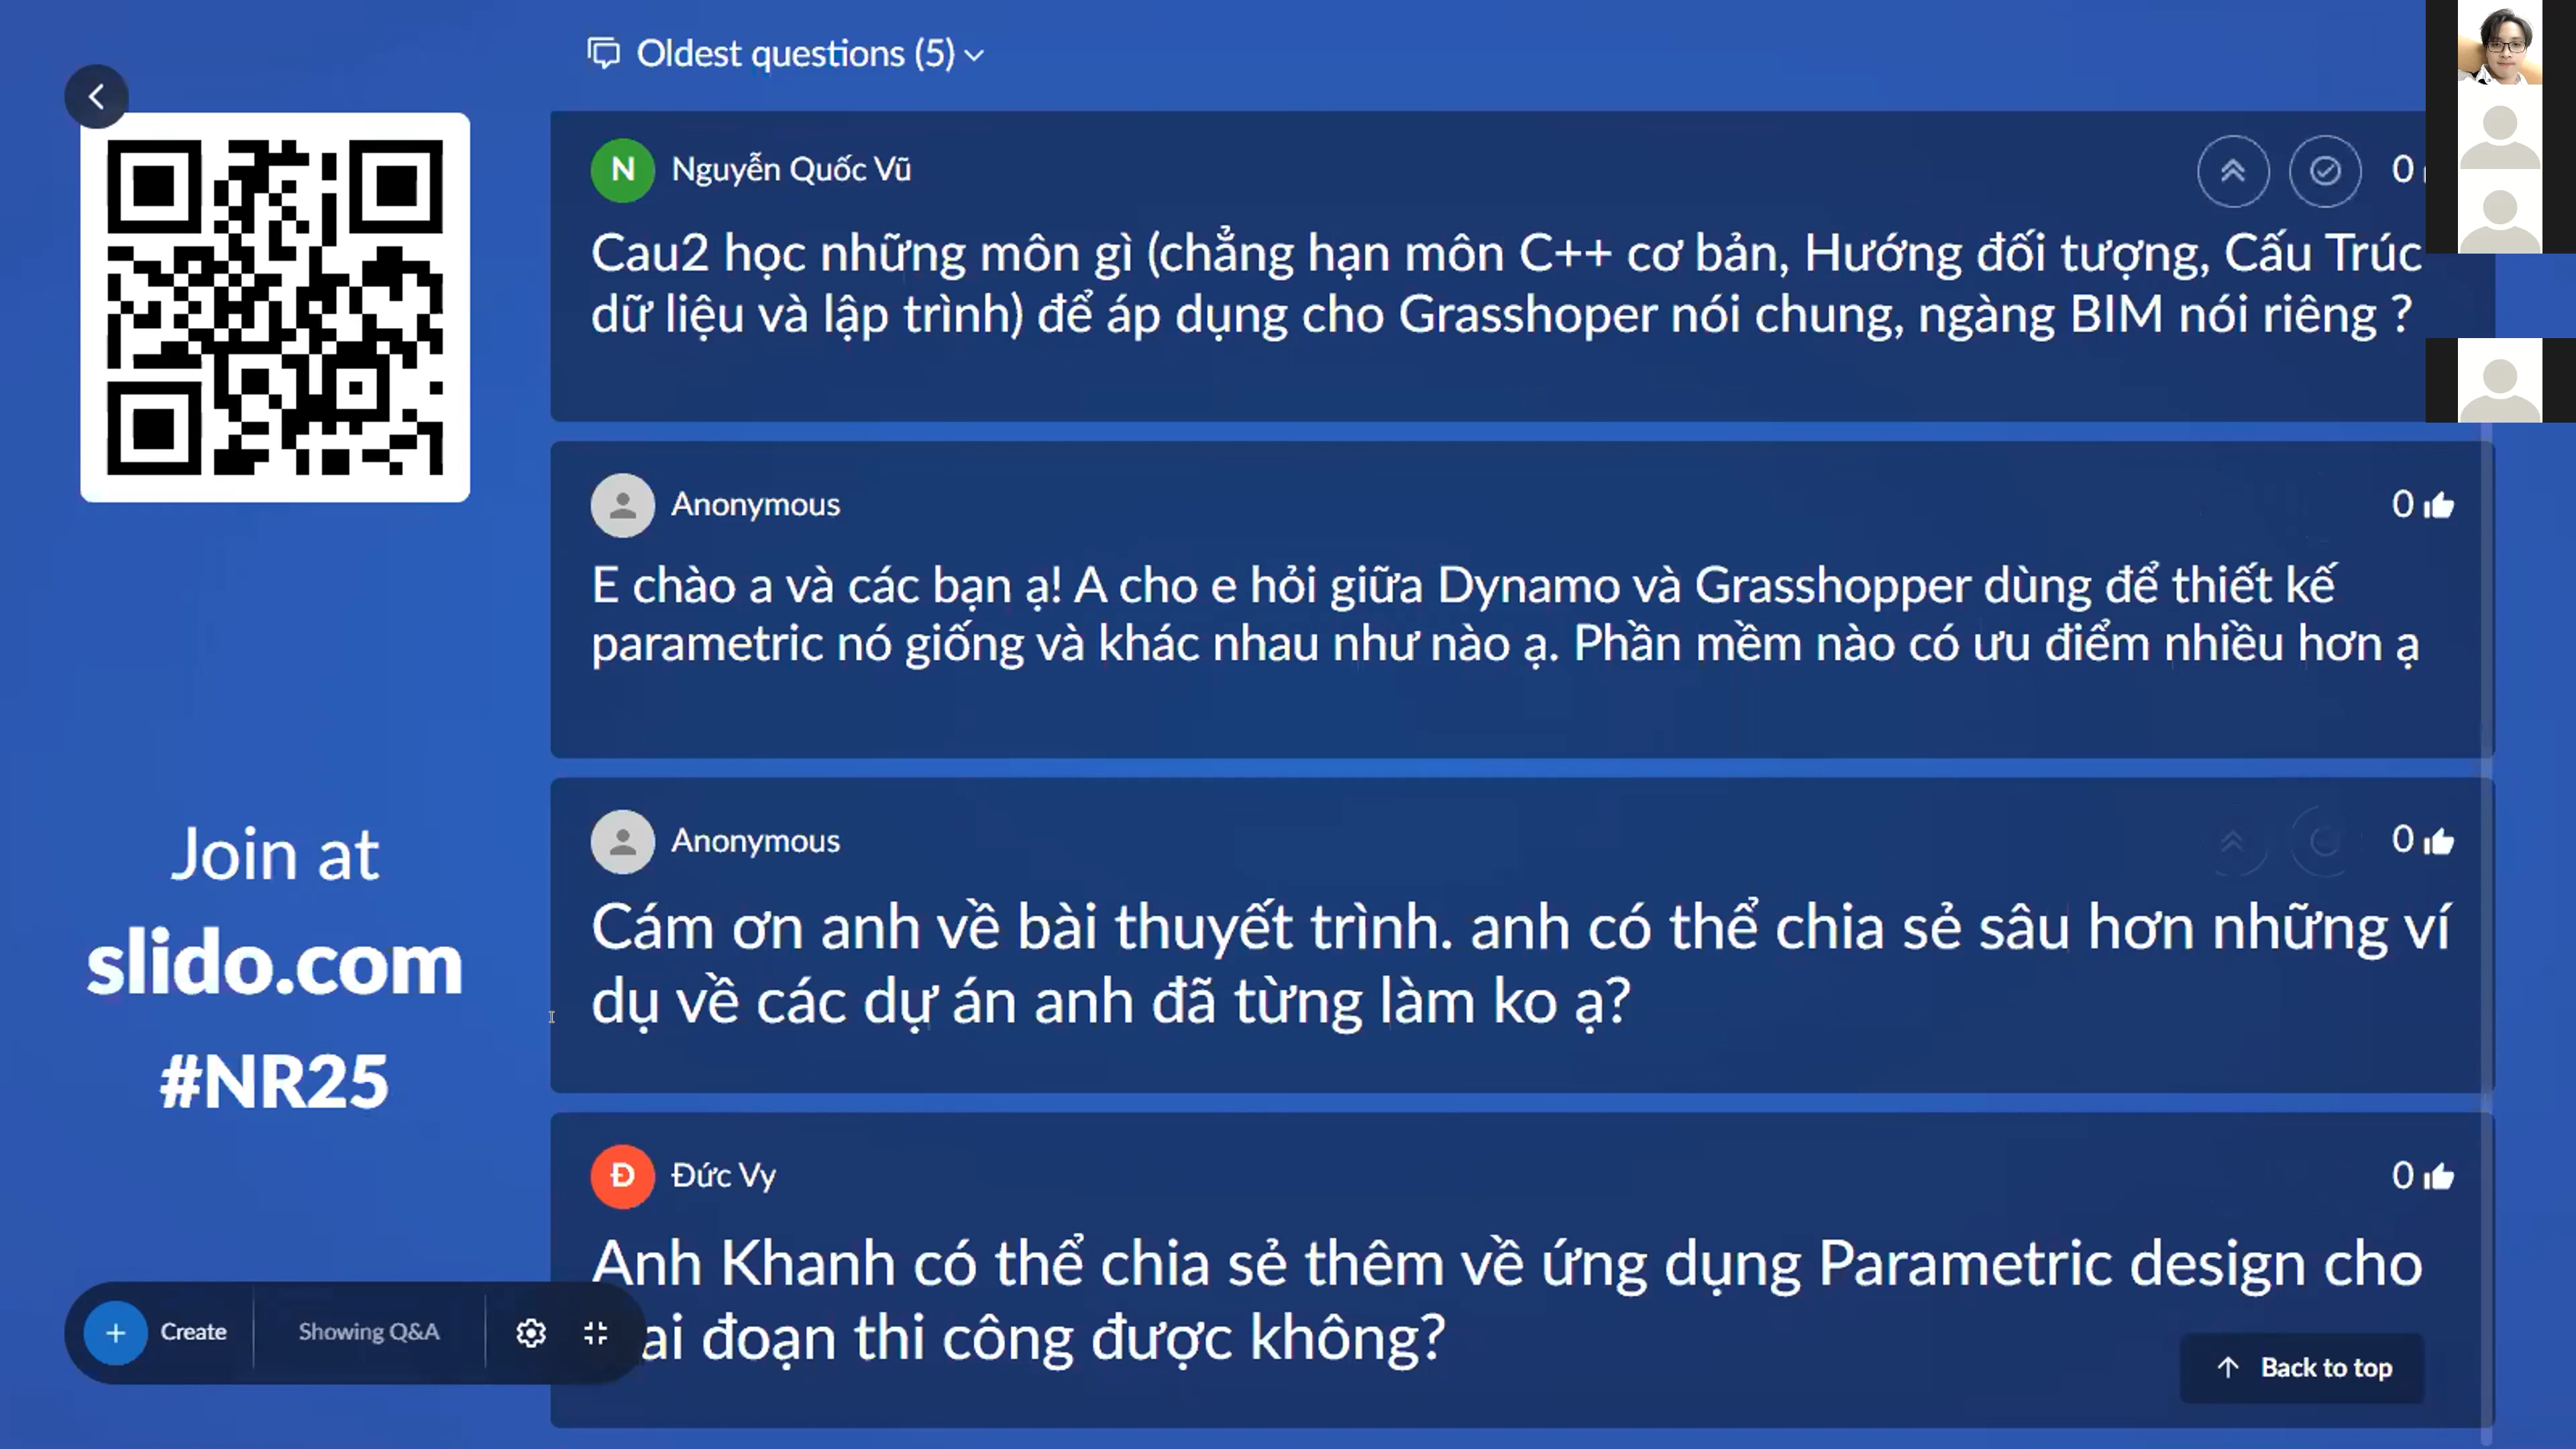 Oldest questions (5)
N
Nguyễn Quốc Vũ
0
Cau2 học những môn gì (chẳng hạn môn C++ cơ bản, Hướng đối tượng, Cấu Trúc
dữ liệu và lập trình) để áp dụng cho Grasshoper nói chung, ngàng BIM nói riêng ?
Anonymous
0
E chào a và các bạn ạ! A cho e hỏi giữa Dynamo và Grasshopper dùng để thiết kế
parametric nó giống và khác nhau như nào ạ. Phần mềm nào có ưu điểm nhiều hơn ạ
Anonymous
0
Cám ơn anh về bài thuyết trình. anh có thể chia sẻ sâu hơn những ví
dụ về các dự án anh đã từng làm ko ạ?
Đ
Đức Vy
0
Anh Khanh có thể chia sẻ thêm về ứng dụng Parametric design cho
ai đoạn thi công được không?
Back to top
Join at
slido.com
#NR25
Create
Showing Q&A